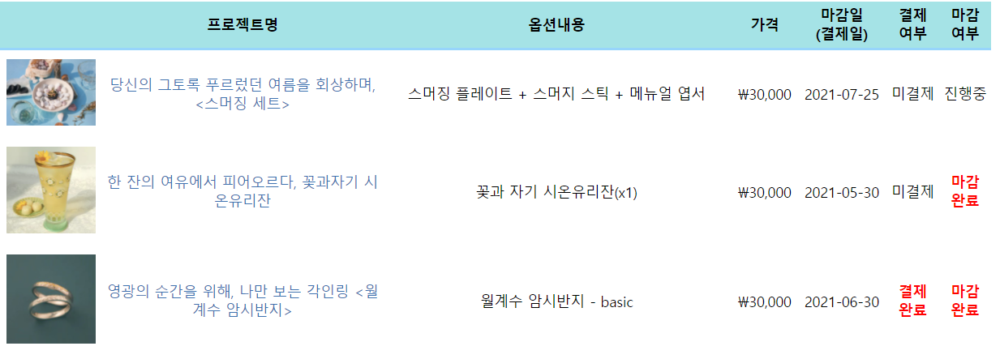 프로젝트명 옵션내용 가격 마감일 (결제일) 결제 여부 마감 여부
당신의 그토록 푸르렀던 여름을 회상하며,
<스머징 세트>
스머징 플레이트 + 스머지 스틱 + 메뉴얼 엽서 ₩30,000 2021-07-25 미결제 진행중
한 잔의 여유에서 피어오르다, 꽃과자기 시
온유리잔
꽃과 자기 시온유리잔(x1) ₩30,000 2021-05-30 미결제 마감 완료
영광의 순간을 위해, 나만 보는 각인링 <월
계수 암시반지>
월계수 암시반지 - basic ₩30,000 2021-06-30 결제 완료 마감 완료